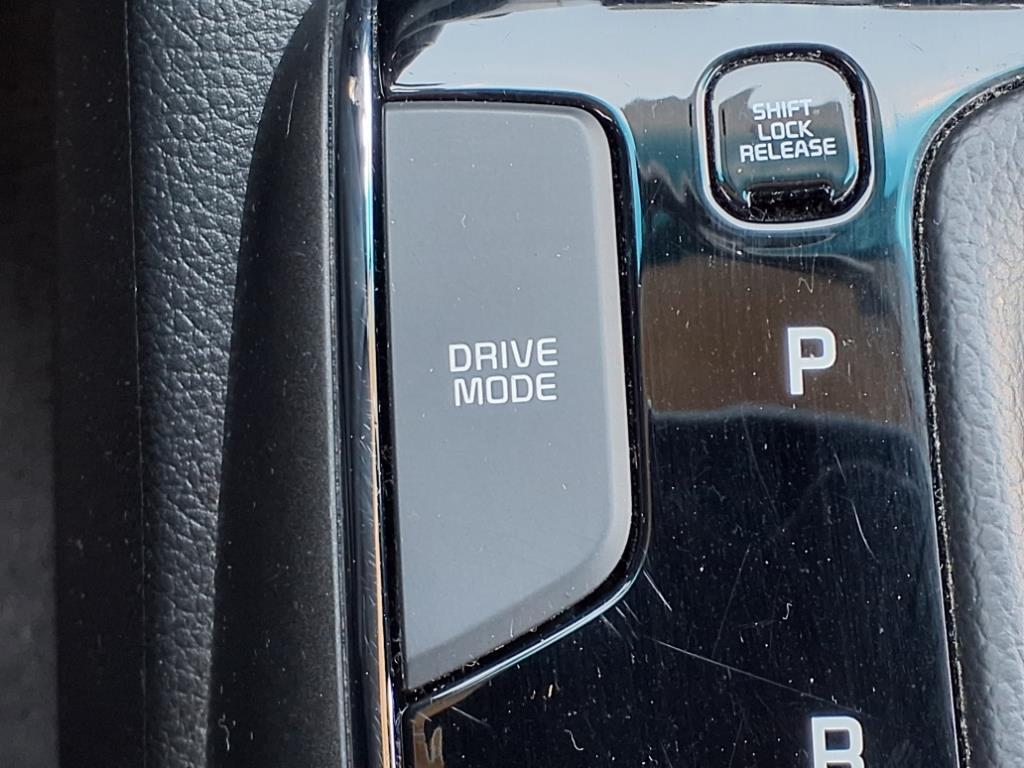 SHIFT
LOCK
RELEASE
DRIVE
MODE
P
R